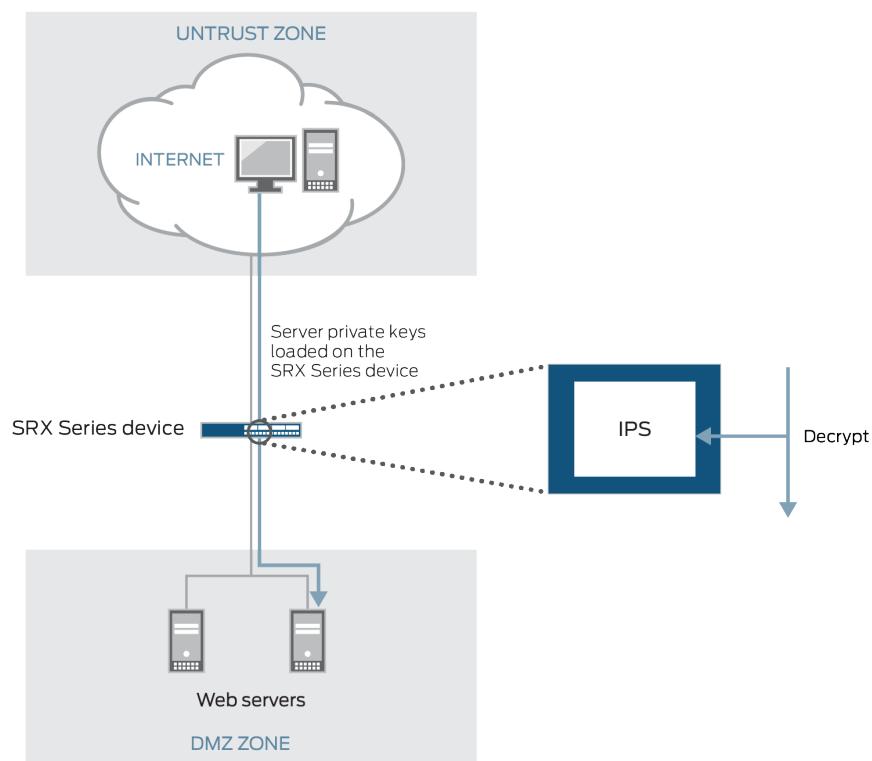 UNTRUST ZONE
INTERNET
Server private keys
loaded on the
SRX Series device
SRX Series device
IPS
Decrypt
Web servers
DMZ ZONE